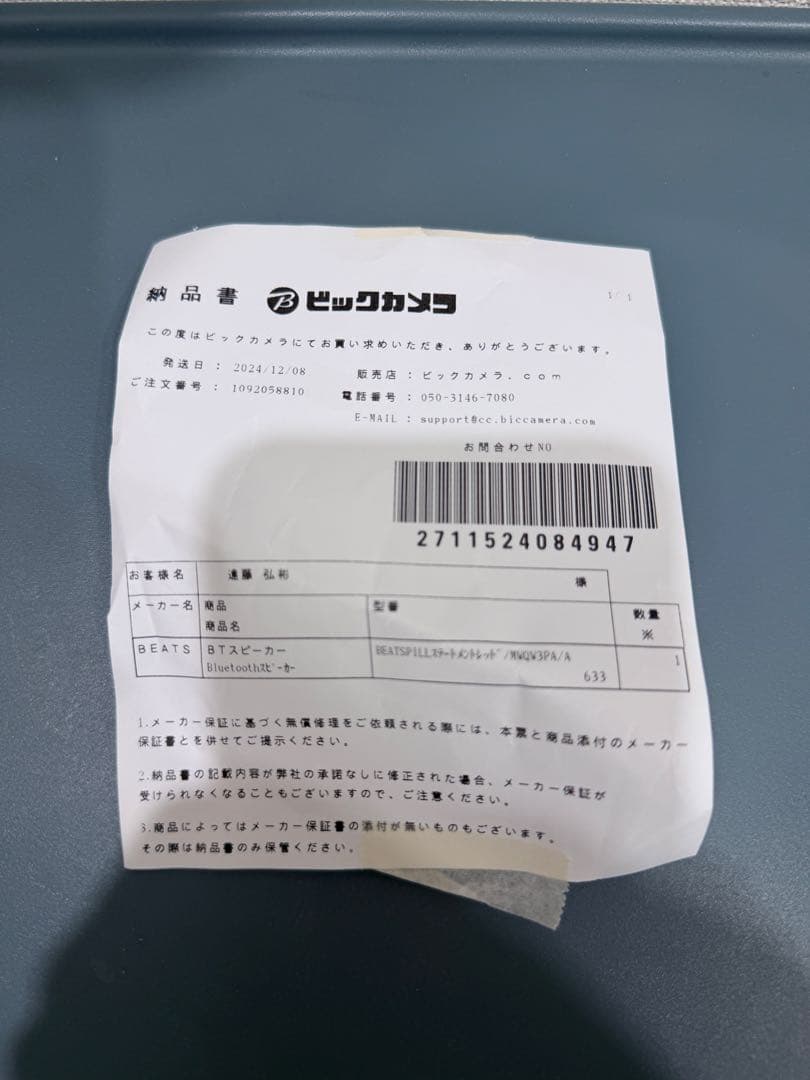 納品書 ビックカメラ 1/ 1
この度はビックカメラにてお買い求めいただき、ありがとうございます。
発送日 : 2024/12/08 販売店 : ビックカメラ．ｃｏｍ
ご注文番号 : 1092058810 電話番号 : 050-3146-7080
E-MAIL : support@cc.biccamera.com
お問合わせNO
2711524084947
お客様名 遠藤 弘 様
メーカー名 商品 型番 数量
商品名 ※
BEATS BTスピーカー BEATSPILLｽﾃｰﾄﾒﾝﾄﾚｯﾄﾞ/MWQW3PA/A 1
Bluetoothｽﾋﾟｰｶｰ 633
1.メーカー保証に基づく無償修理をご依頼される際には、本票と商品添付のメーカー
保証書とを併せてご提示ください。
2.納品書の記載内容が弊社の承諾なしに修正された場合、メーカー保証が
受けられなくなることもございますので、ご注意ください。
3.商品によってはメーカー保証書の添付が無いものもございます。
その際は納品書のみ保管ください。